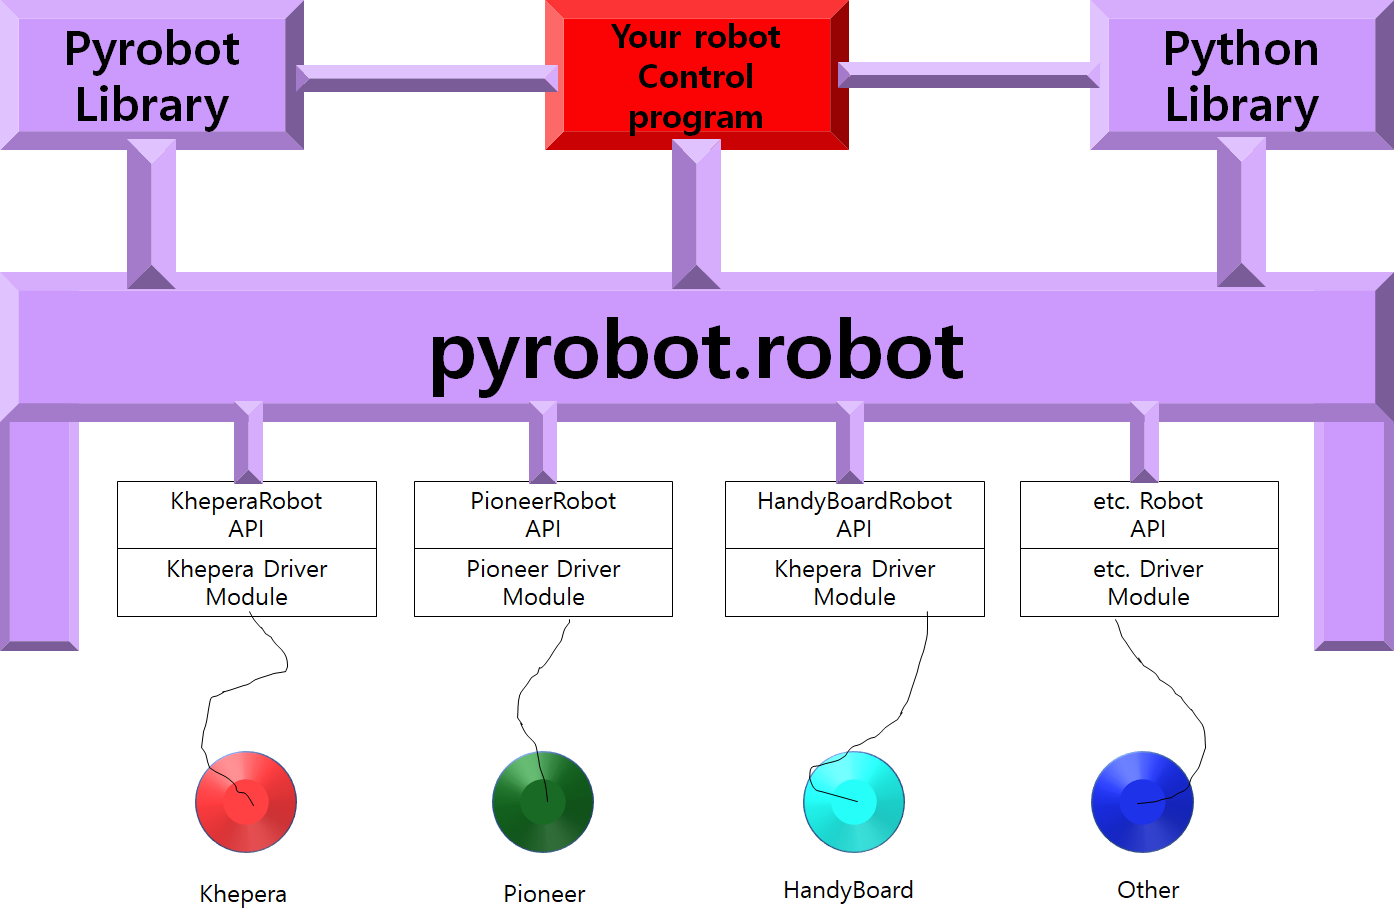 Pyrobot
Library
Your robot
Control
program
Python
Library
pyrobot.robot
KheperaRobot
API
Khepera Driver
Module
PioneerRobot
API
Pioneer Driver
Module
HandyBoardRobot
API
Khepera Driver
Module
etc. Robot
API
etc. Driver
Module
Khepera
Pioneer
HandyBoard
Other